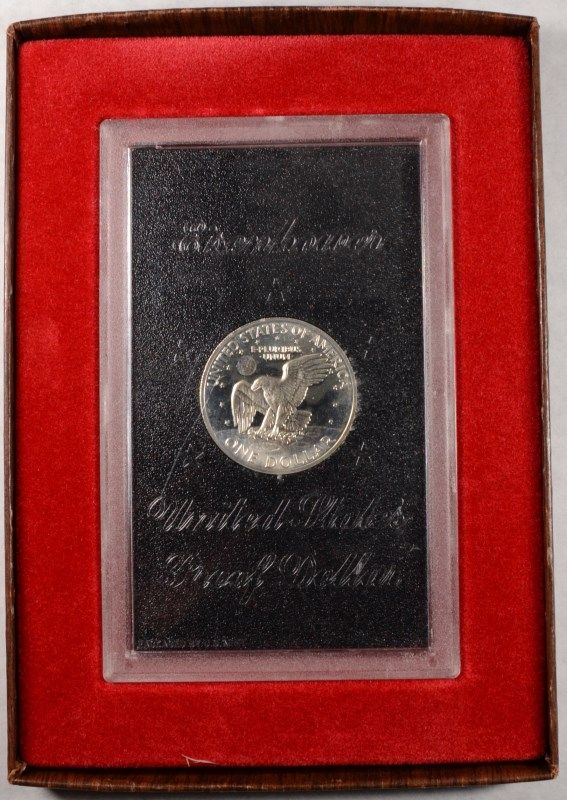 Eisenhower
UNITED STATES OF AMERICA
E PLURIBUS
UNUM
ONE DOLLAR
United States
Proof Dollar